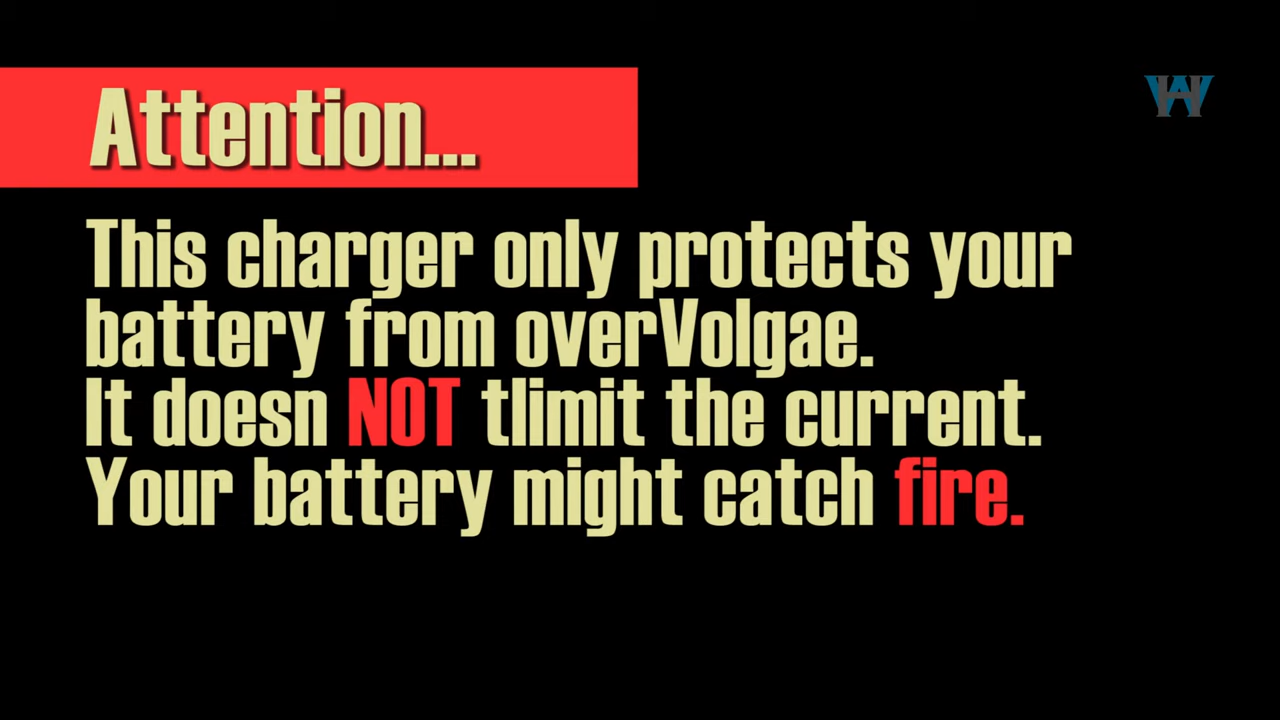 Attention...
This charger only protects your
battery from overVolgae.
It doesn NOT tlimit the current.
Your battery might catch fire.